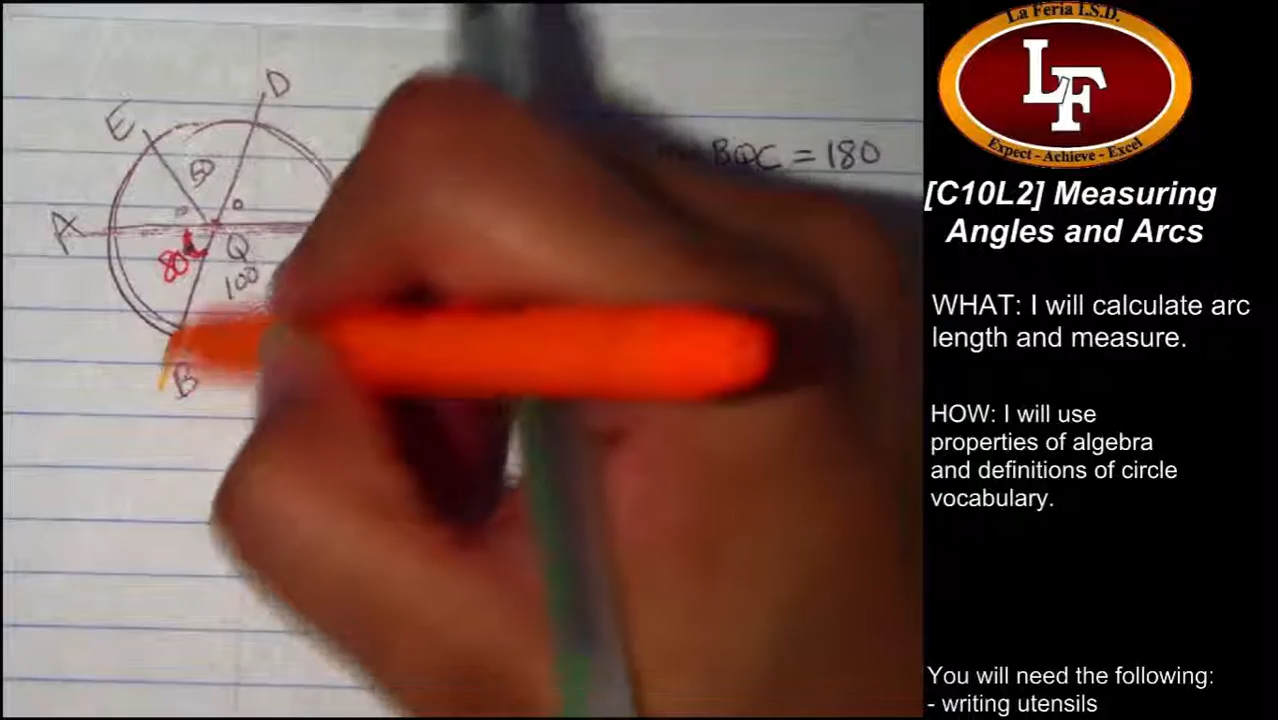 D
E
50
BQC = 180
A
Q
80
100
B
La Feria I.S.D.
LF
Expect - Achieve - Excel
[C10L2] Measuring
Angles and Arcs
WHAT: I will calculate arc
length and measure.
HOW: I will use
properties of algebra
and definitions of circle
vocabulary.
You will need the following:
- writing utensils